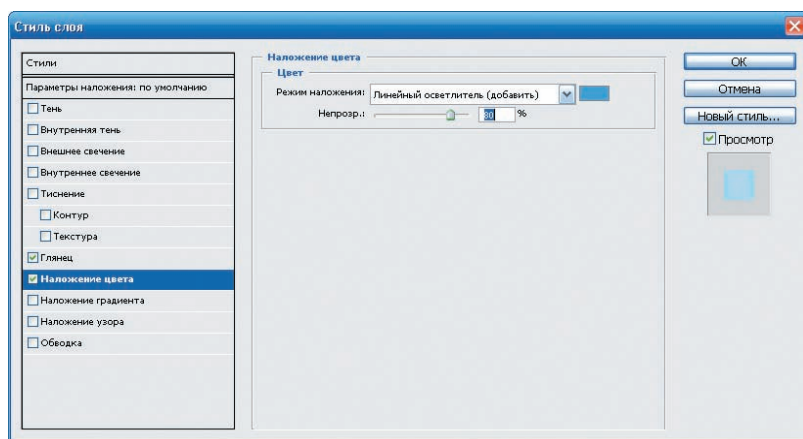 Стиль слоя
Стили
Параметры наложения: по умолчанию
Тень
Внутренняя тень
Внешнее свечение
Внутреннее свечение
Тиснение
Контур
Текстура
Глянец
Наложение цвета
Наложение градиента
Наложение узора
Обводка
Наложение цвета
Цвет
Режим наложения: Линейный осветлитель (добавить)
Непрозр.: 80 %
OK
Отмена
Новый стиль...
Просмотр